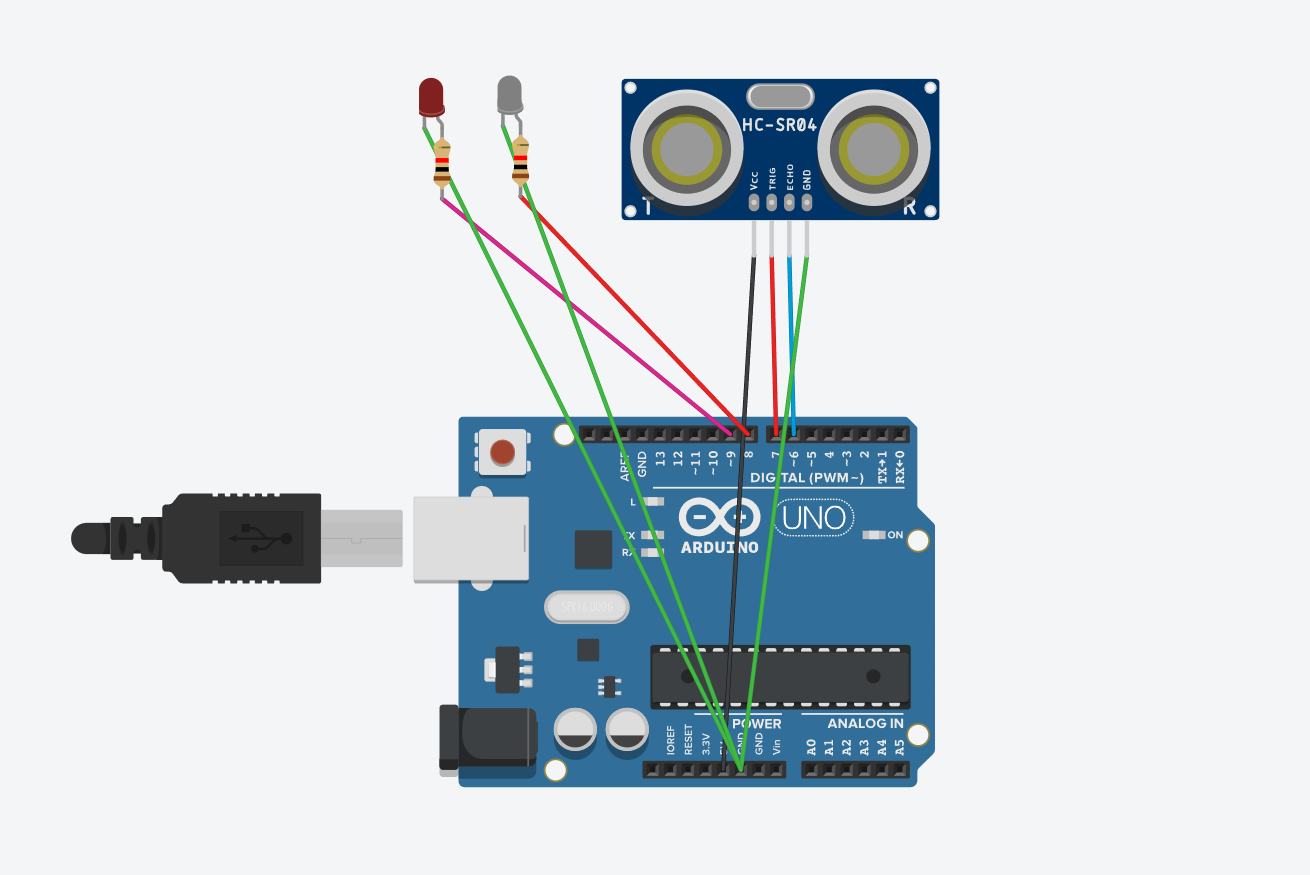 HC-SR04
VCC
TRIG
ECHO
GND
T
R
AREF
GND
13
12
~11
~10
~9
8
7
~6
~5
4
~3
2
TX→1
RX←0
DIGITAL (PWM~)
L
TX
RX
ARDUINO
UNO
ON
SPK16.000G
POWER
ANALOG IN
IOREF
RESET
3.3V
5V
GND
GND
Vin
A0
A1
A2
A3
A4
A5